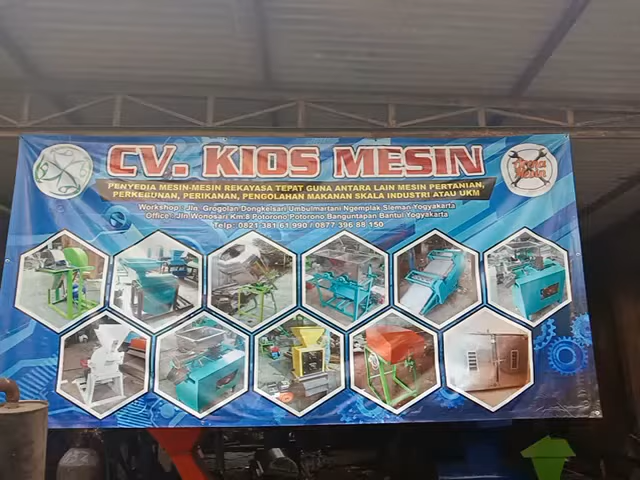 CV. KIOS MESIN
PENYEDIA MESIN-MESIN REKAYASA TEPAT GUNA ANTARA LAIN MESIN PERTANIAN,
PERKEBUNAN, PERIKANAN, PENGOLAHAN MAKANAN SKALA INDUSTRI ATAU UKM
Workshop : Jln. Grogolan Dongkelsari Umbulmartani Ngemplak Sleman Yogyakarta
Office : Jln Wonosari Km.8 Potorono Potorono Banguntapan Bantul Yogyakarta
Telp: 0821 381 61 990 / 0877 396 88 150